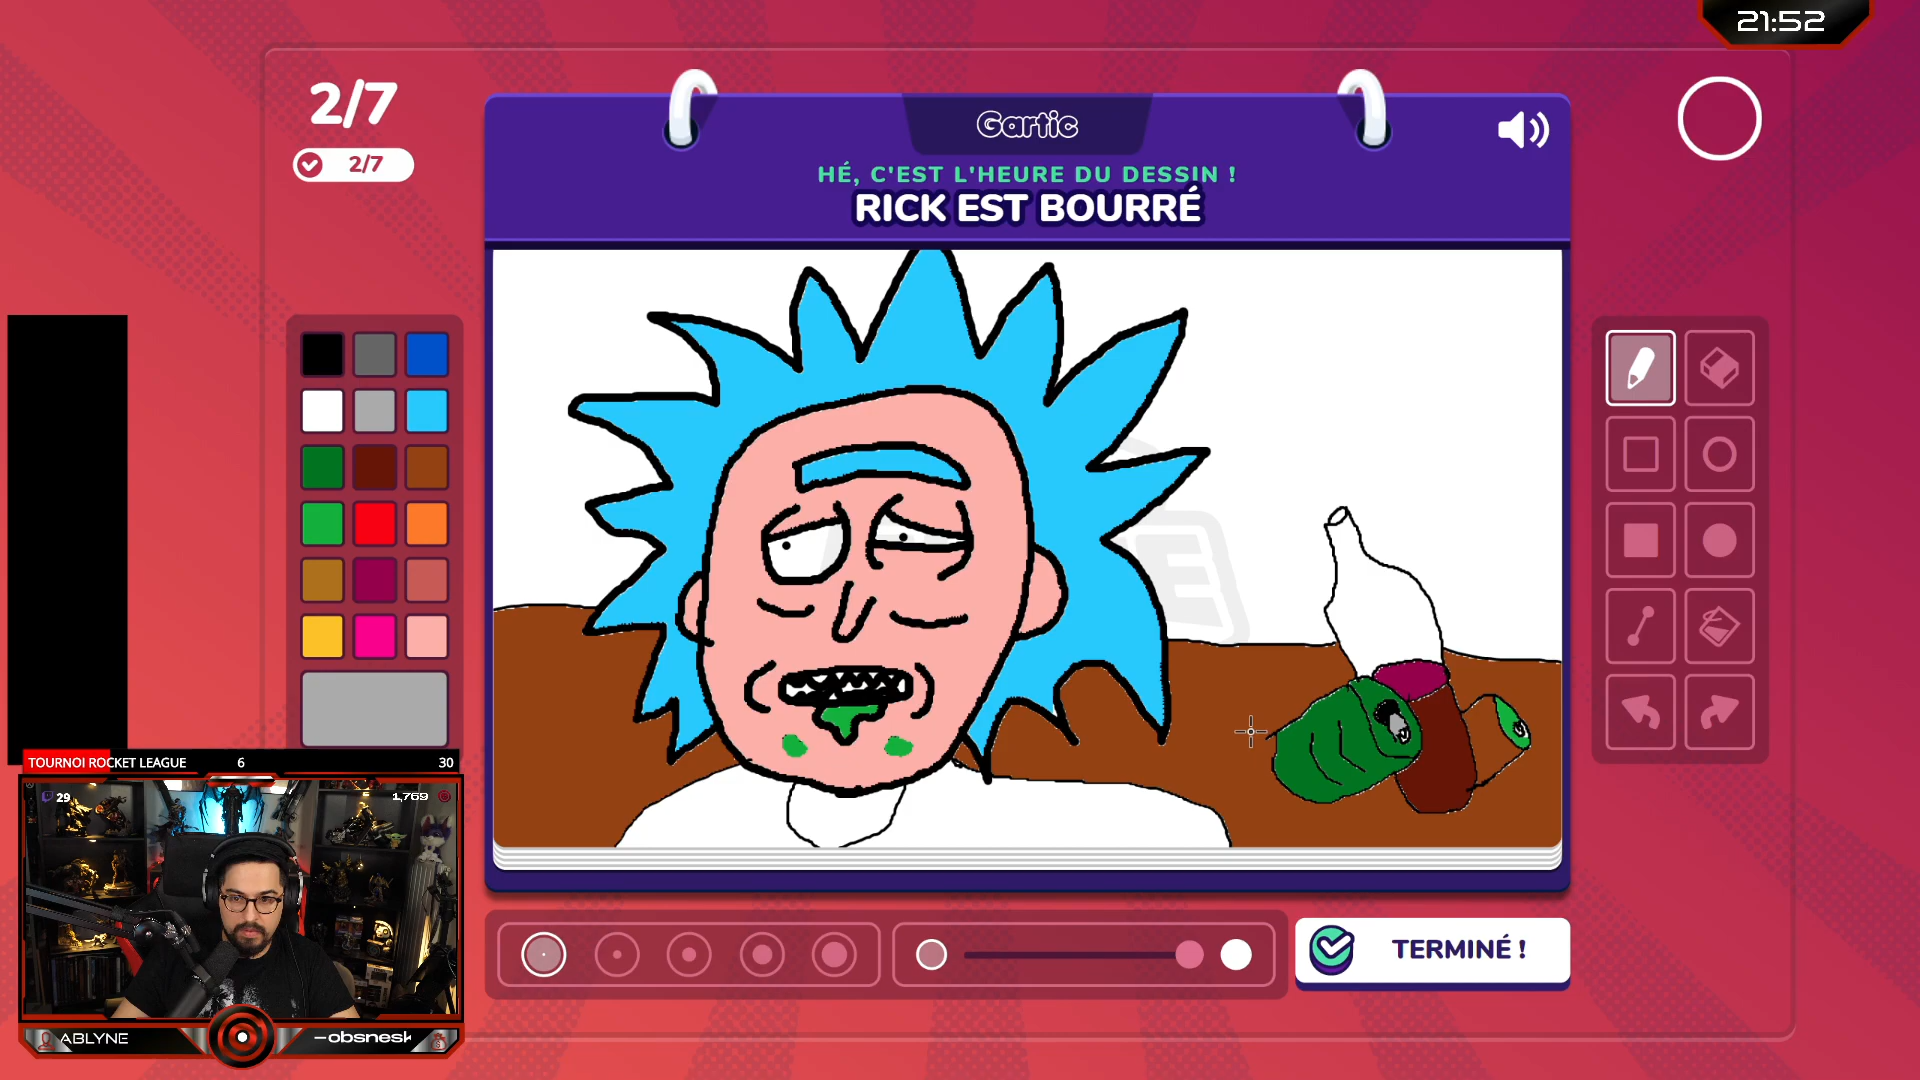 21:52
2/7
2/7
Gartic
HÉ, C'EST L'HEURE DU DESSIN !
RICK EST BOURRÉ
TOURNOI ROCKET LEAGUE 6 30
29
1,769
TERMINÉ !
ABLYNE
—obsnesk